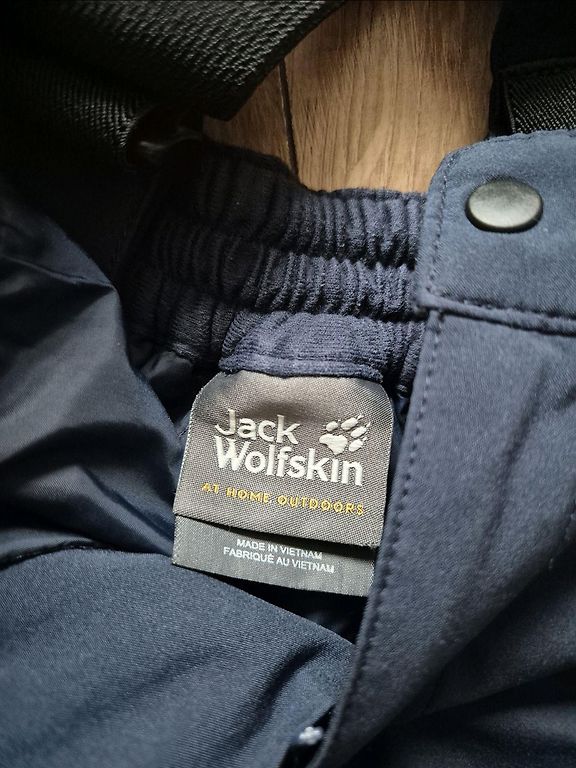 Jack
Wolfskin
AT HOME OUTDOORS
MADE IN VIETNAM
FABRIQUÉ AU VIETNAM